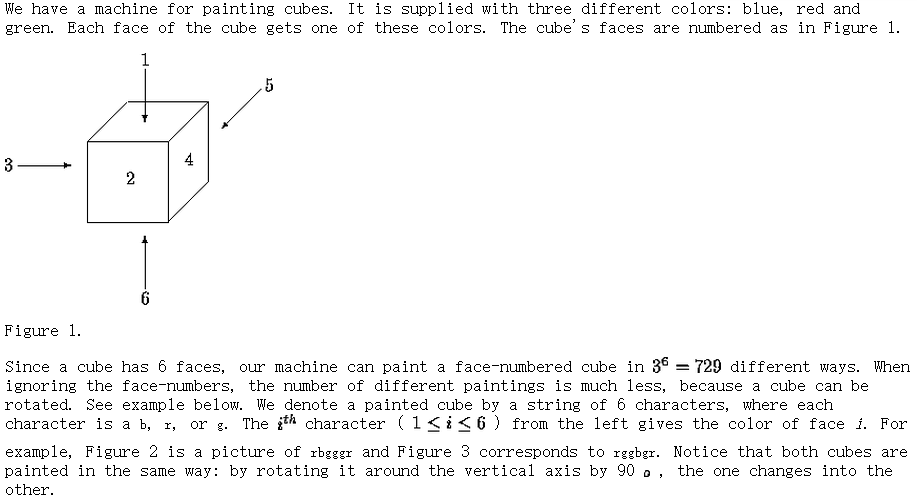 We have a machine for painting cubes. It is supplied with three different colors: blue, red and
green. Each face of the cube gets one of these colors. The cube's faces are numbered as in Figure 1.
1
5
3
4
2
6
Figure 1.
Since a cube has 6 faces, our machine can paint a face-numbered cube in 3^6 = 729 different ways. When
ignoring the face-numbers, the number of different paintings is much less, because a cube can be
rotated. See example below. We denote a painted cube by a string of 6 characters, where each
character is a b, r, or g. The i^th character ( 1 ≤ i ≤ 6 ) from the left gives the color of face i. For
example, Figure 2 is a picture of rbgggr and Figure 3 corresponds to rggbgr. Notice that both cubes are
painted in the same way: by rotating it around the vertical axis by 90 °, the one changes into the
other.